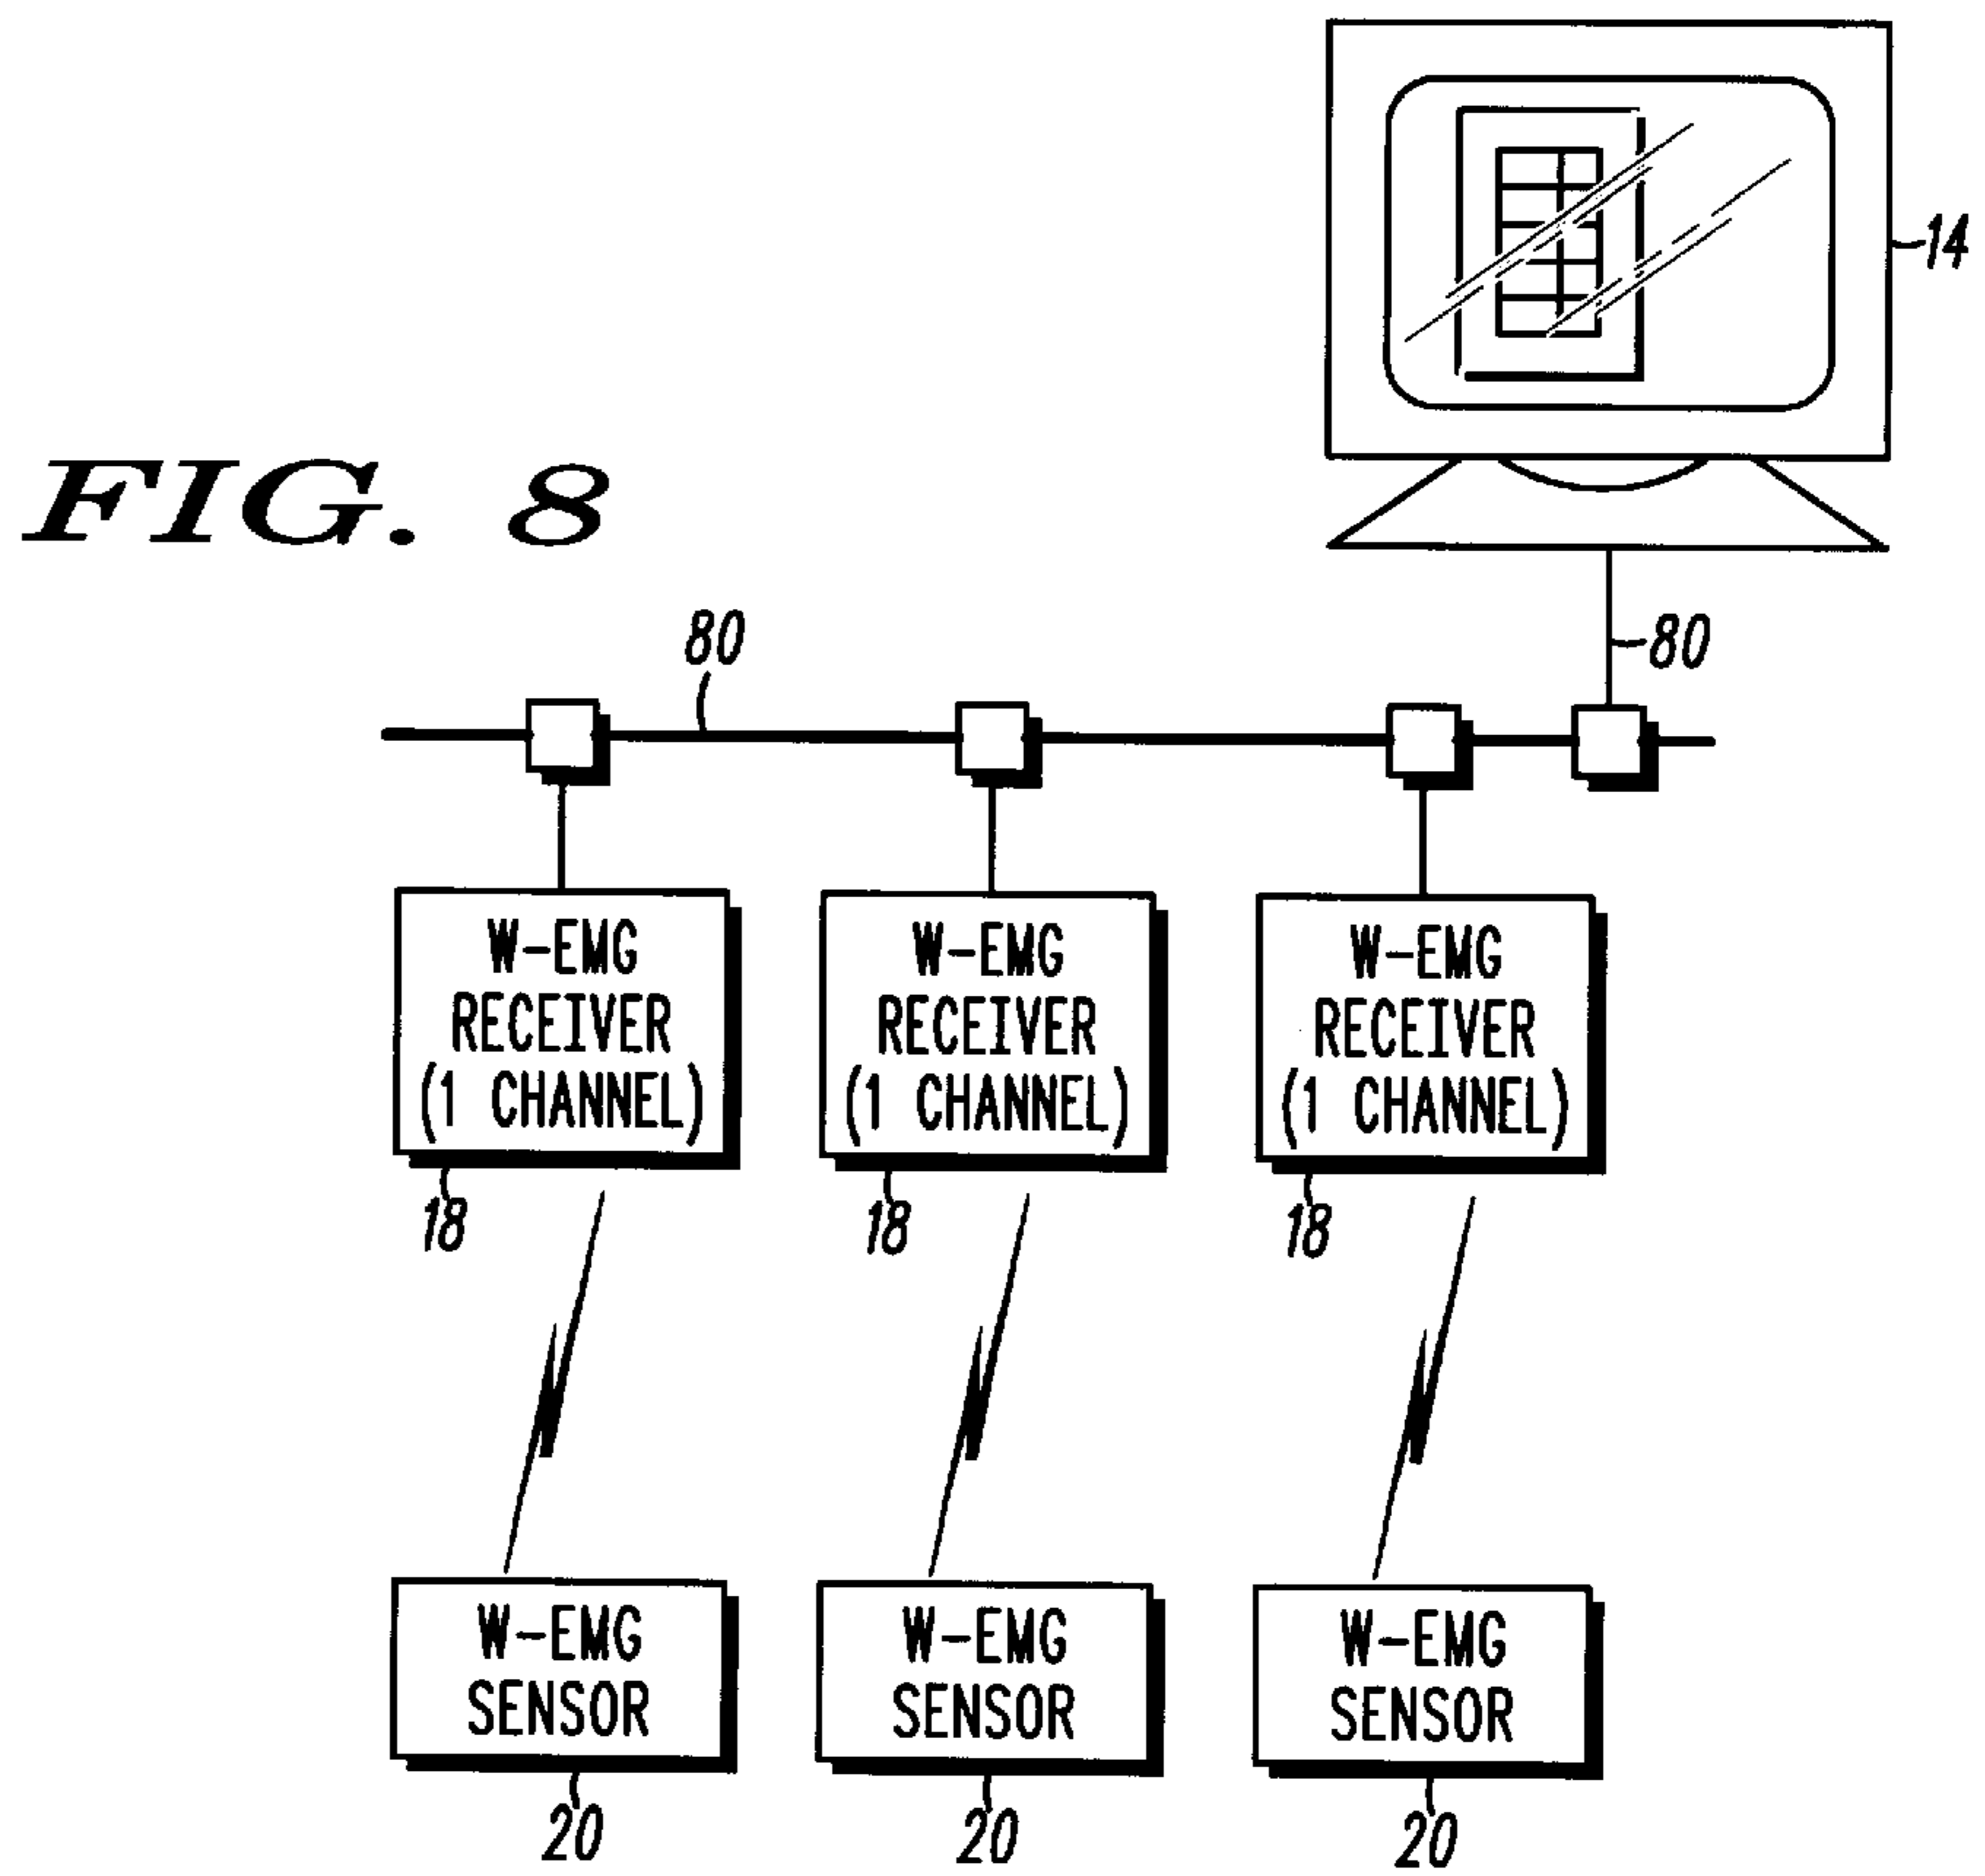 14
FIG. 8
80
80
W-EMG
RECEIVER
(1 CHANNEL)
W-EMG
RECEIVER
(1 CHANNEL)
W-EMG
RECEIVER
(1 CHANNEL)
18
18
18
W-EMG
SENSOR
W-EMG
SENSOR
W-EMG
SENSOR
20
20
20